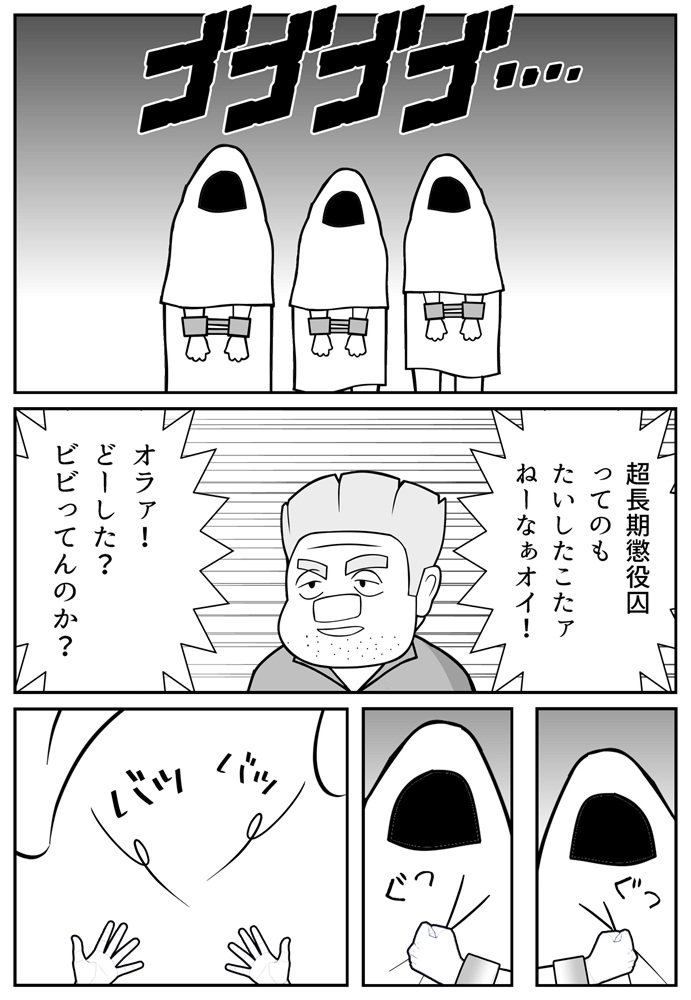 ゴゴゴゴ・・・・
超長期懲役囚
ってのも
たいしたこたァ
ねーなぁオイ！
オラァ！
どーした？
ビビってんのか？
ぐっ
ぐっ
バッ
バッ